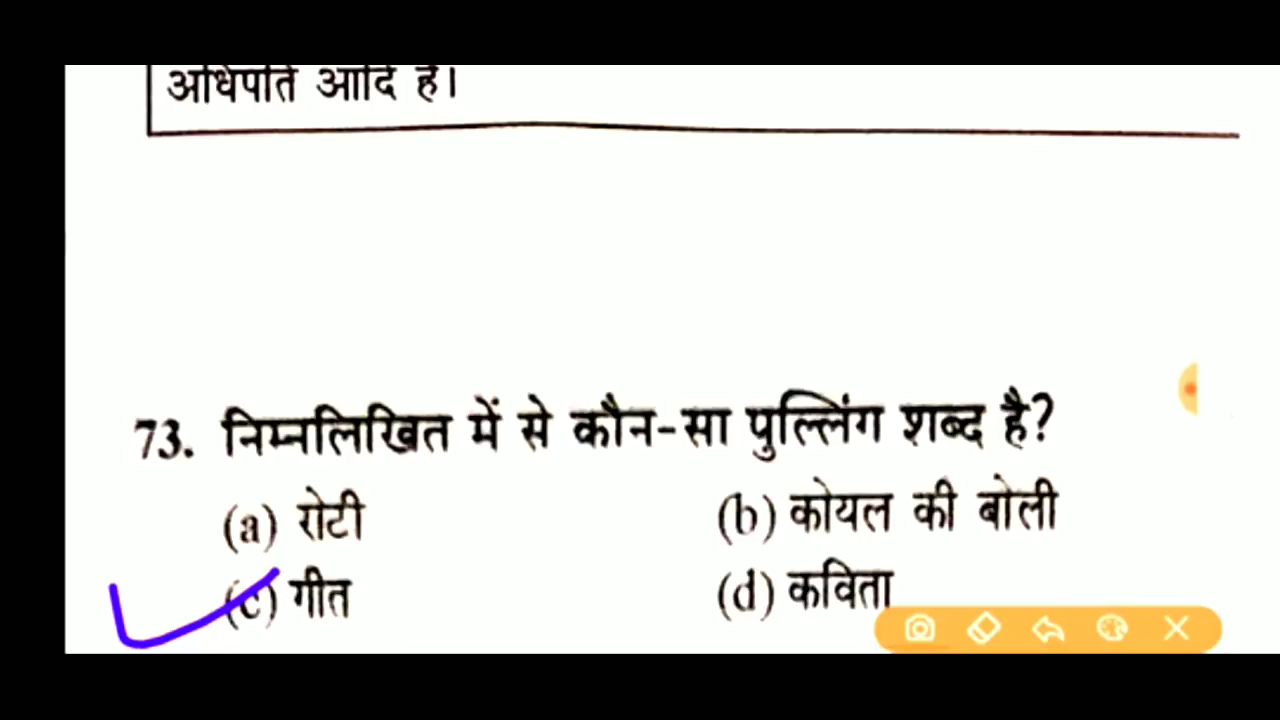 अधिपति आदि हैं।
73. निम्नलिखित में से कौन-सा पुल्लिंग शब्द है?
(a) रोटी (b) कोयल की बोली
(c) गीत (d) कविता